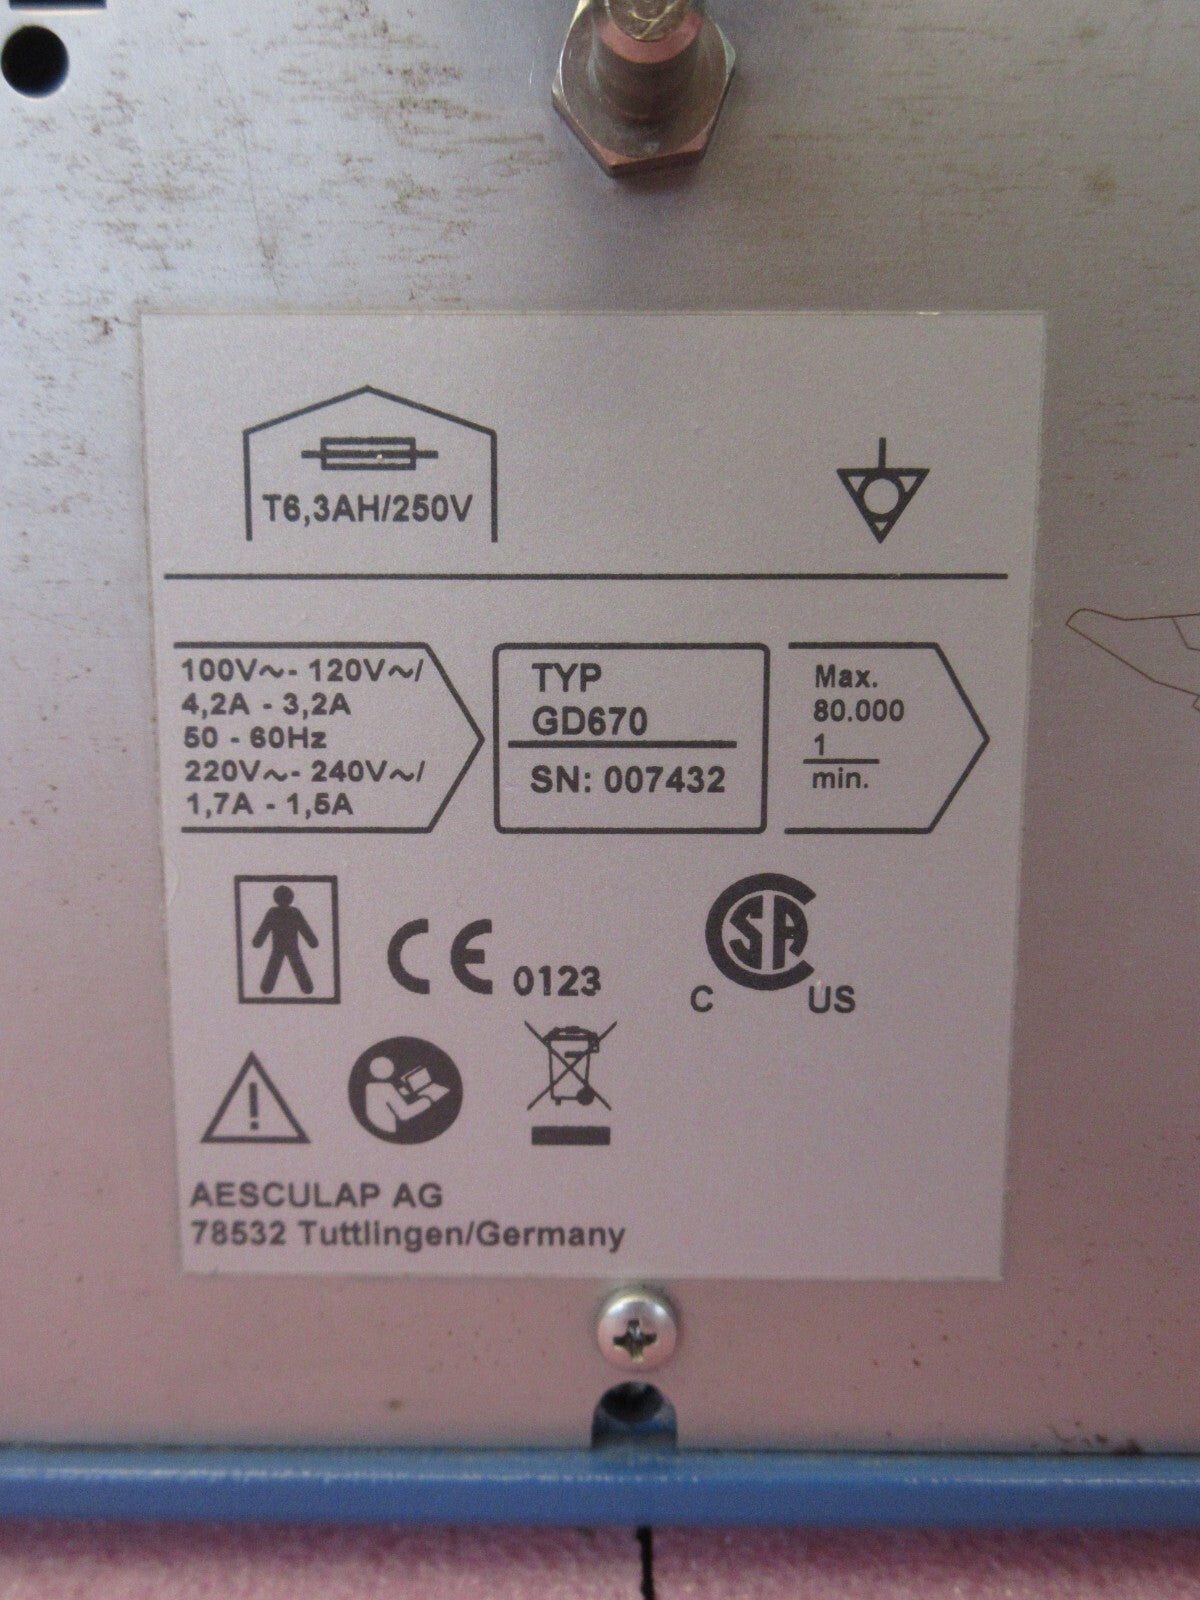 T6,3AH/250V
100V~- 120V~/
4,2A - 3,2A
50 - 60Hz
220V~- 240V~/
1,7A - 1,5A
TYP
GD670
SN: 007432
Max.
80.000
1
min.
CE 0123
CSA
C US
AESCULAP AG
78532 Tuttlingen/Germany